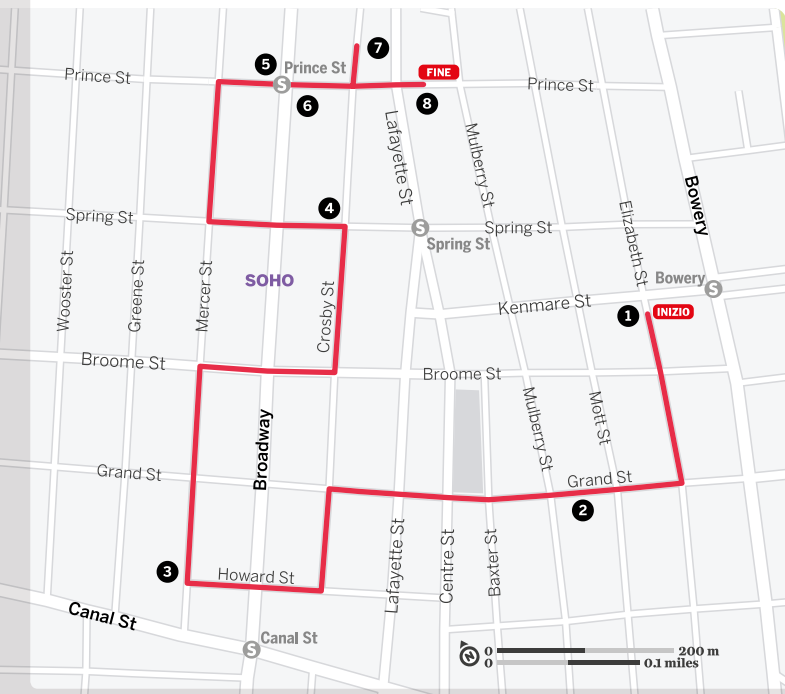 5
Prince St
7
FINE
Prince St
S
Prince St
6
8
Lafayette St
Mulberry St
Bowery
Elizabeth St
4
Spring St
S
Spring St
Spring St
Wooster St
Greene St
Mercer St
SOHO
Crosby St
Bowery
S
Kenmare St
1
INIZIO
Broome St
Broome St
Broadway
Mulberry St
Mott St
Grand St
Grand St
2
Lafayette St
Centre St
Baxter St
3
Howard St
Canal St
Canal St
S
N
0
200 m
0
0.1 miles